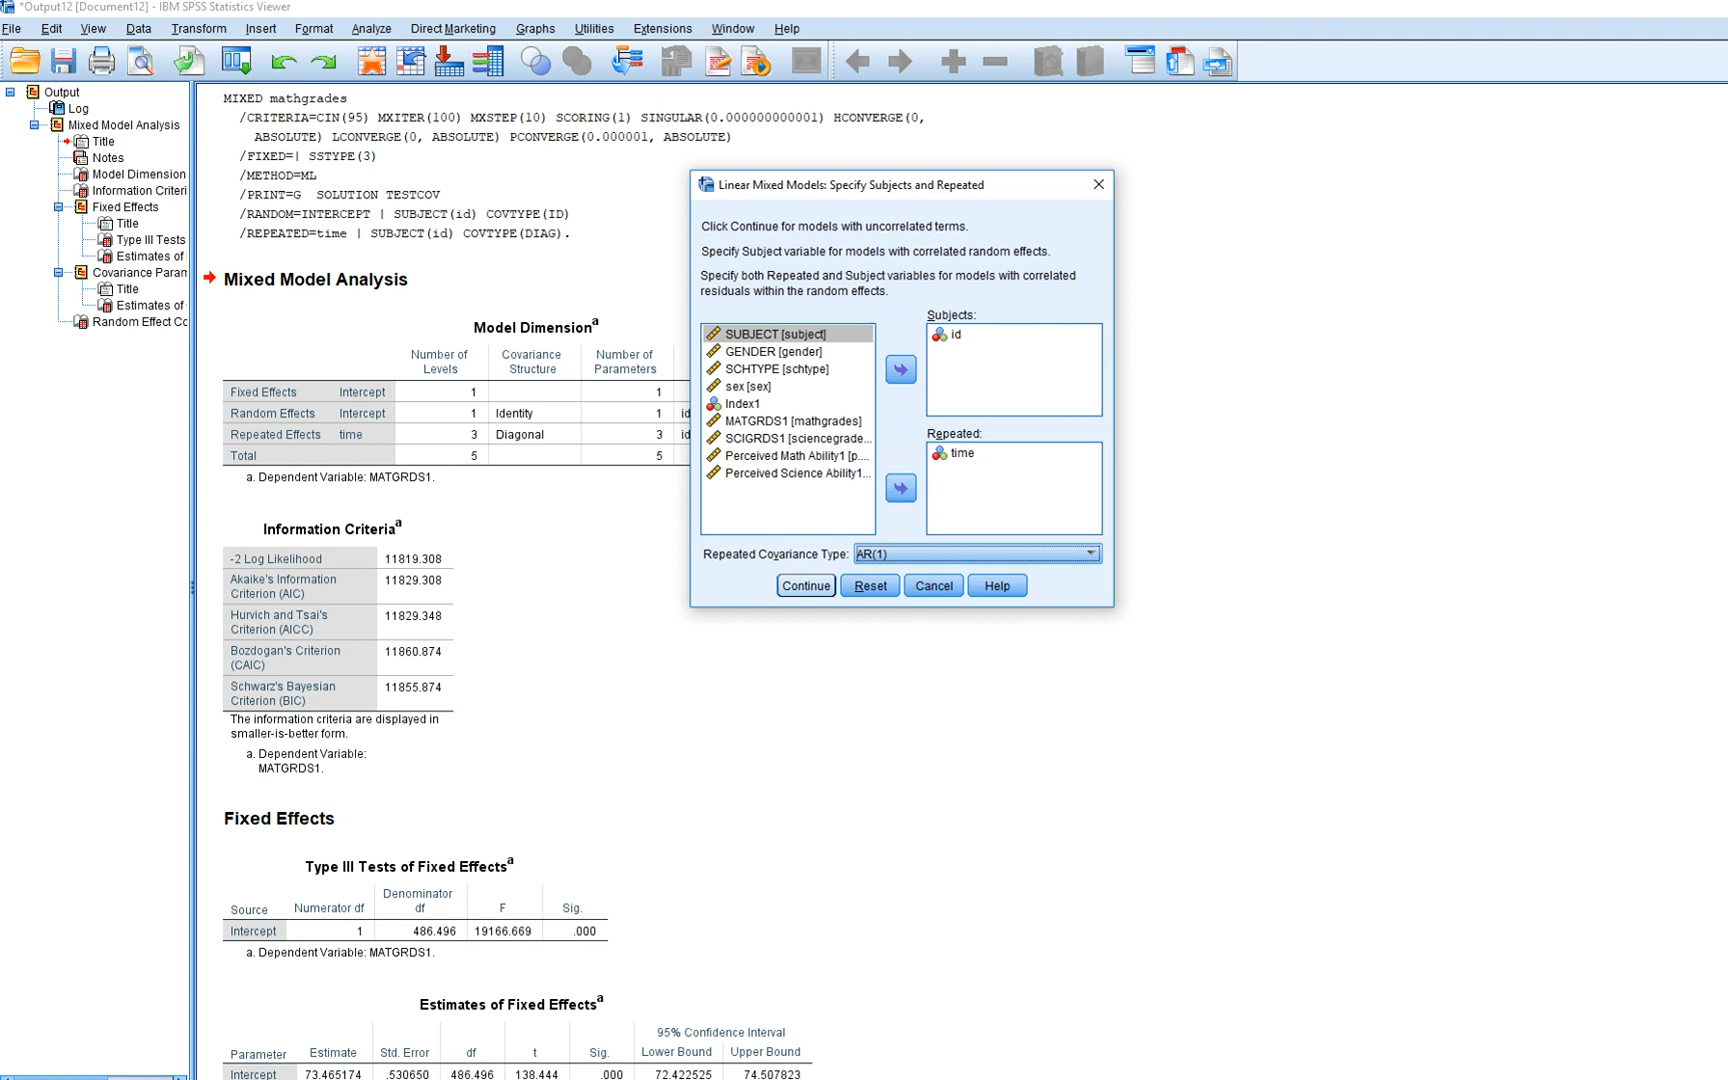 *Output12 [Document12] - IBM SPSS Statistics Viewer
File Edit View Data Transform Insert Format Analyze Direct Marketing Graphs Utilities Extensions Window Help
Output
Log
Mixed Model Analysis
Title
Notes
Model Dimension
Information Criteri
Fixed Effects
Title
Type III Tests
Estimates of
Covariance Paran
Title
Estimates of
Random Effect Co
MIXED mathgrades
/CRITERIA=CIN(95) MXITER(100) MXSTEP(10) SCORING(1) SINGULAR(0.000000000001) HCONVERGE(0,
ABSOLUTE) LCONVERGE(0, ABSOLUTE) PCONVERGE(0.000001, ABSOLUTE)
/FIXED=| SSTYPE(3)
/METHOD=ML
/PRINT=G SOLUTION TESTCOV
/RANDOM=INTERCEPT | SUBJECT(id) COVTYPE(ID)
/REPEATED=time | SUBJECT(id) COVTYPE(DIAG).
Mixed Model Analysis
Model Dimensionᵃ
Number of Levels Covariance Structure Number of Parameters
Fixed Effects Intercept 1 1
Random Effects Intercept 1 Identity 1 id
Repeated Effects time 3 Diagonal 3 id
Total 5 5
a. Dependent Variable: MATGRDS1.
Information Criteriaᵃ
-2 Log Likelihood 11819.308
Akaike's Information Criterion (AIC) 11829.308
Hurvich and Tsai's Criterion (AICC) 11829.348
Bozdogan's Criterion (CAIC) 11860.874
Schwarz's Bayesian Criterion (BIC) 11855.874
The information criteria are displayed in
smaller-is-better form.
a. Dependent Variable:
MATGRDS1.
Fixed Effects
Type III Tests of Fixed Effectsᵃ
Source Numerator df Denominator df F Sig.
Intercept 1 486.496 19166.669 .000
a. Dependent Variable: MATGRDS1.
Estimates of Fixed Effectsᵃ
95% Confidence Interval
Parameter Estimate Std. Error df t Sig. Lower Bound Upper Bound
Intercept 73.465174 .530650 486.496 138.444 .000 72.422525 74.507823
Linear Mixed Models: Specify Subjects and Repeated
Click Continue for models with uncorrelated terms.
Specify Subject variable for models with correlated random effects.
Specify both Repeated and Subject variables for models with correlated
residuals within the random effects.
SUBJECT [subject]
GENDER [gender]
SCHTYPE [schtype]
sex [sex]
Index1
MATGRDS1 [mathgrades]
SCIGRDS1 [sciencegrade...
Perceived Math Ability1 [p....
Perceived Science Ability1...
Subjects:
id
Repeated:
time
Repeated Covariance Type: AR(1)
Continue Reset Cancel Help